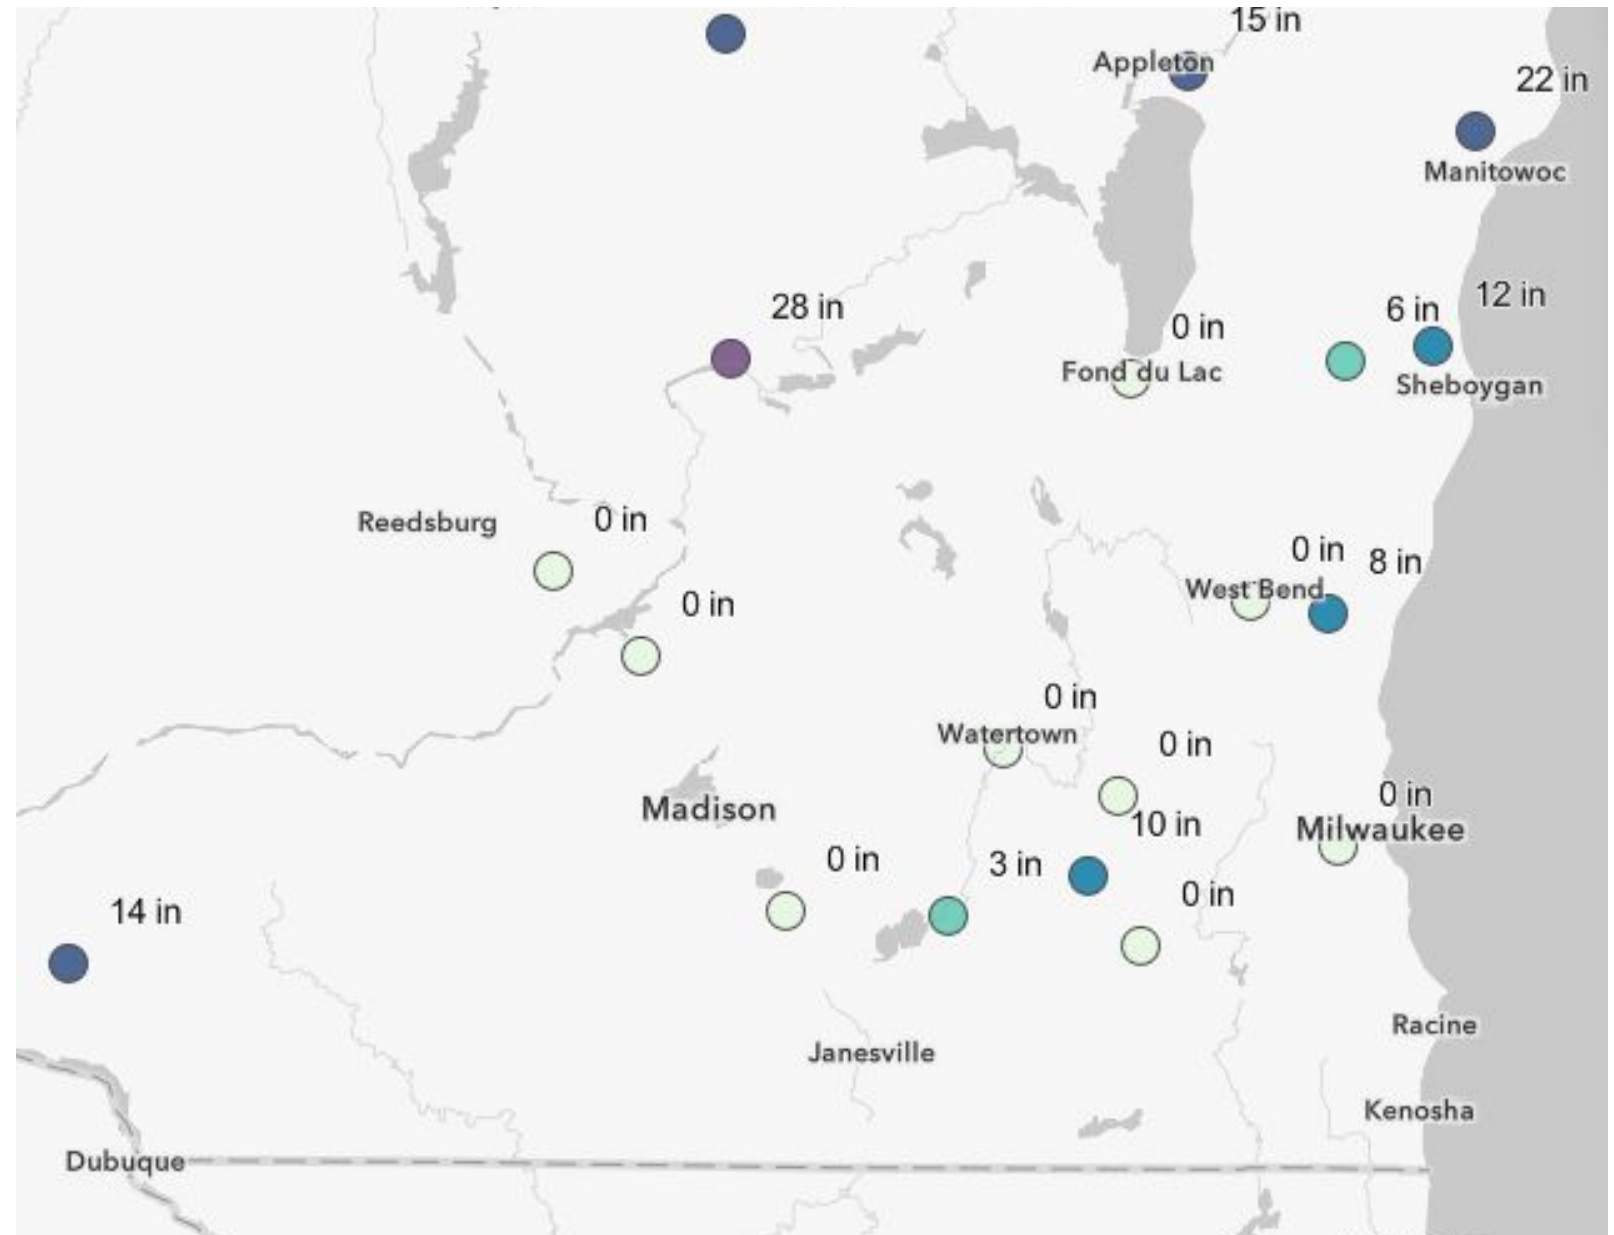 15 in
Appleton
22 in
Manitowoc
28 in
0 in
6 in
12 in
Fond du Lac
Sheboygan
Reedsburg
0 in
0 in
8 in
West Bend
0 in
0 in
Watertown
0 in
Madison
10 in
0 in
Milwaukee
0 in
3 in
0 in
14 in
Racine
Janesville
Kenosha
Dubuque